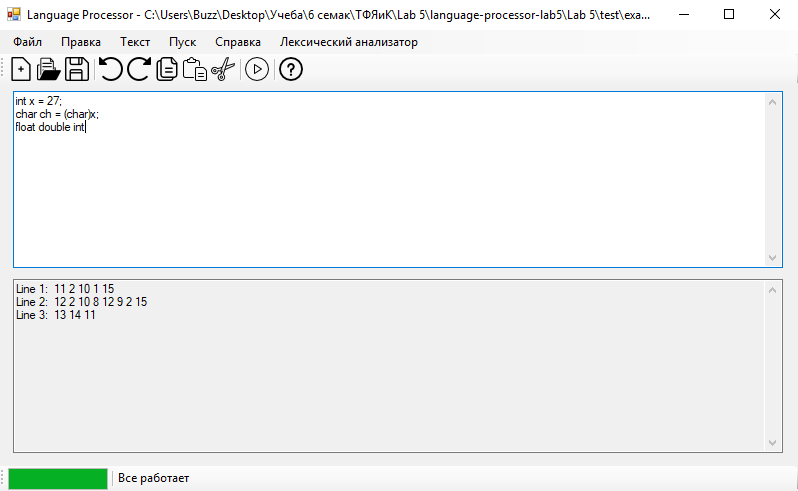 Language Processor - C:\Users\Buzz\Desktop\Учеба\6 семак\ТФЯиК\Lab 5\language-processor-lab5\Lab 5\test\exa...
Файл Правка Текст Пуск Справка Лексический анализатор
int x = 27;
char ch = (char)x;
float double int
Line 1: 11 2 10 1 15
Line 2: 12 2 10 8 12 9 2 15
Line 3: 13 14 11
Все работает